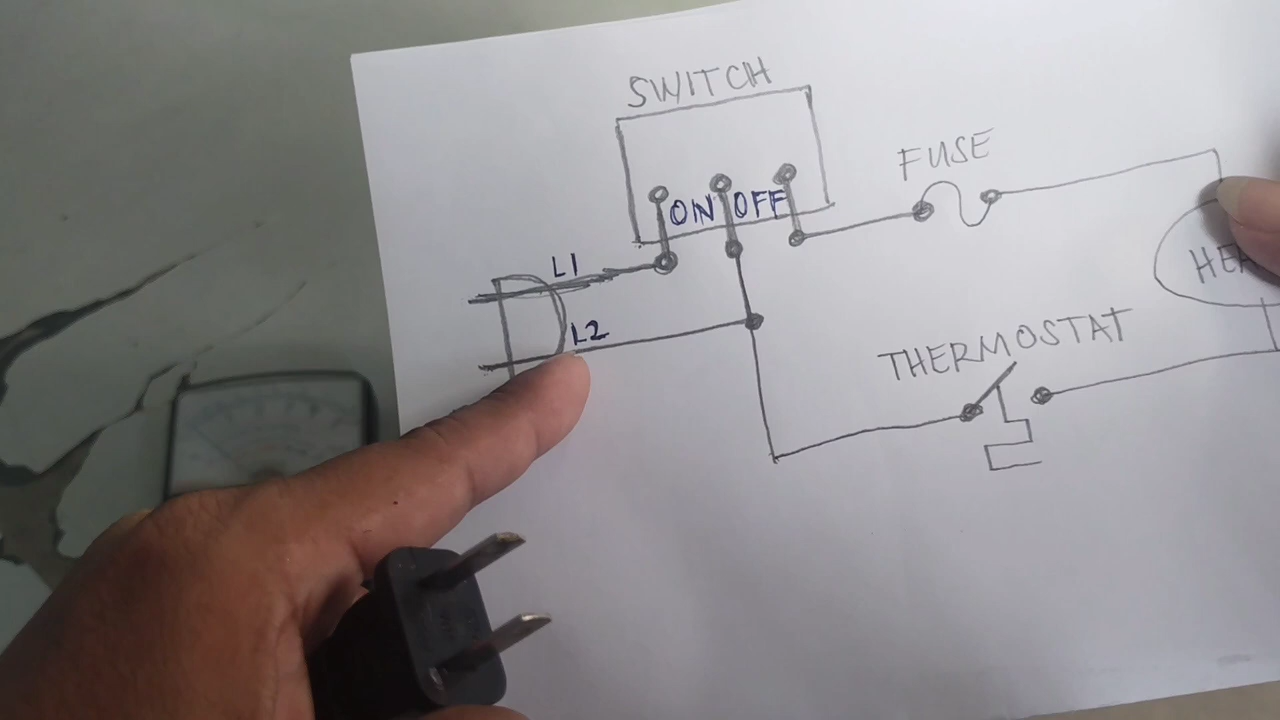 SWITCH
ON OFF
FUSE
L1
L2
THERMOSTAT